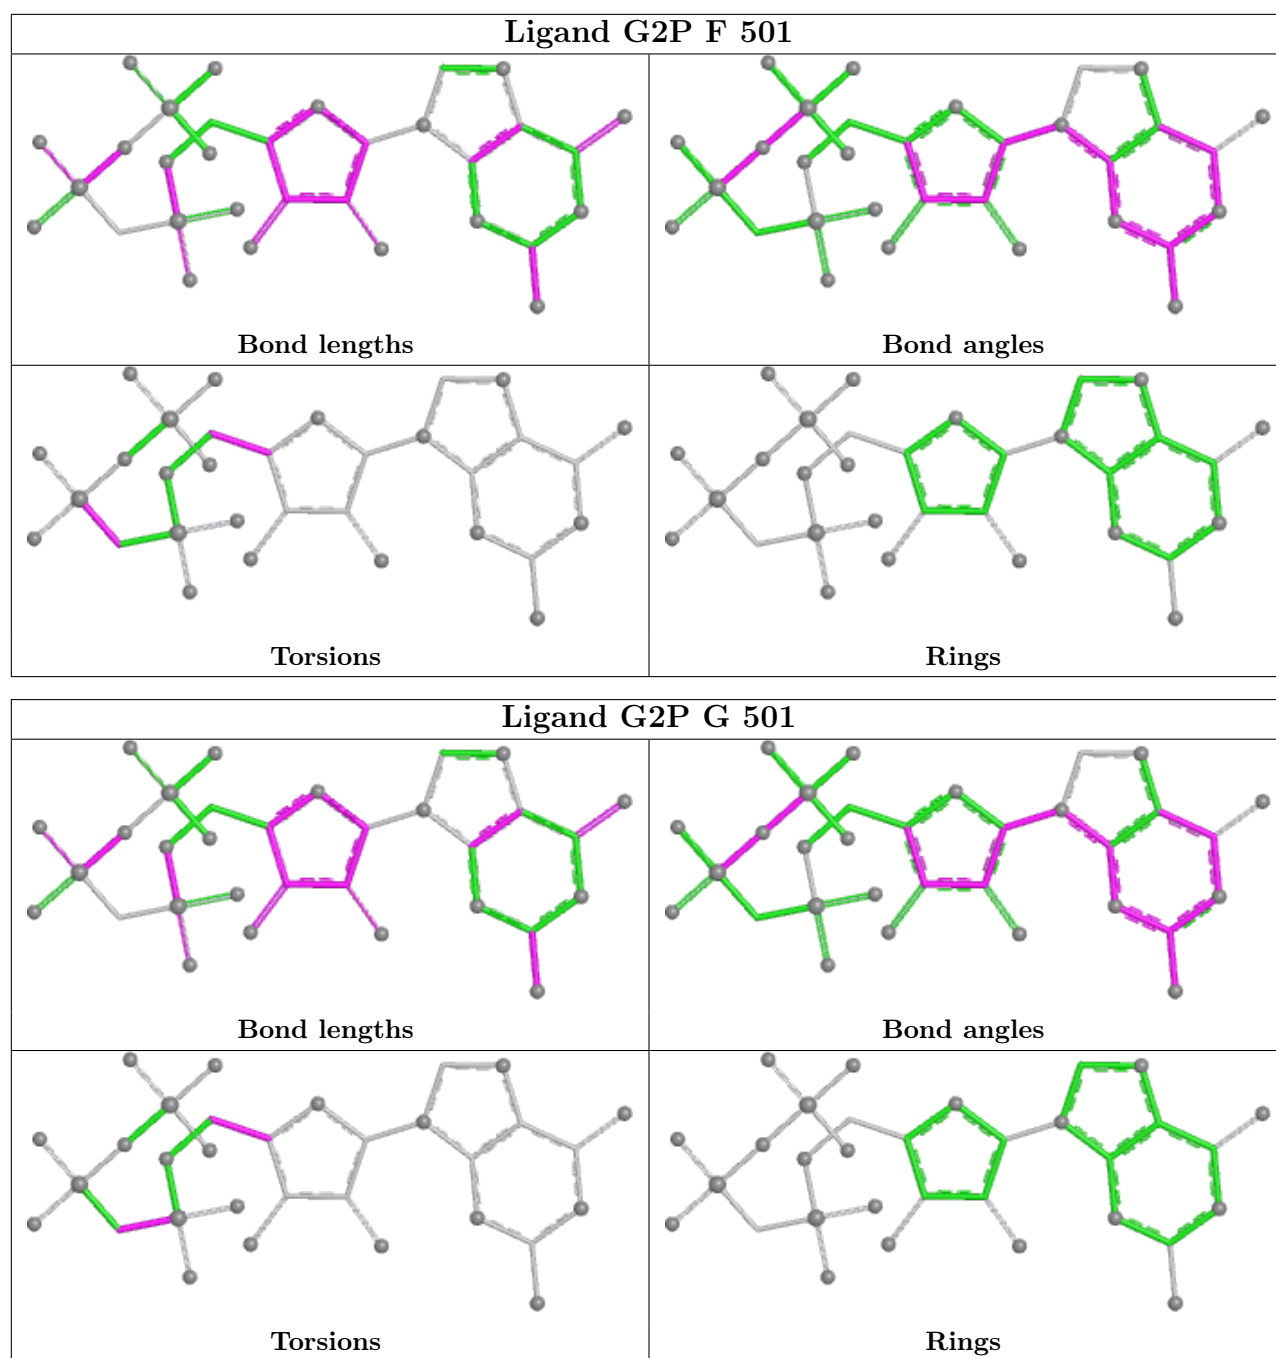 Ligand G2P F 501
Bond lengths
Bond angles
Torsions
Rings
Ligand G2P G 501
Bond lengths
Bond angles
Torsions
Rings